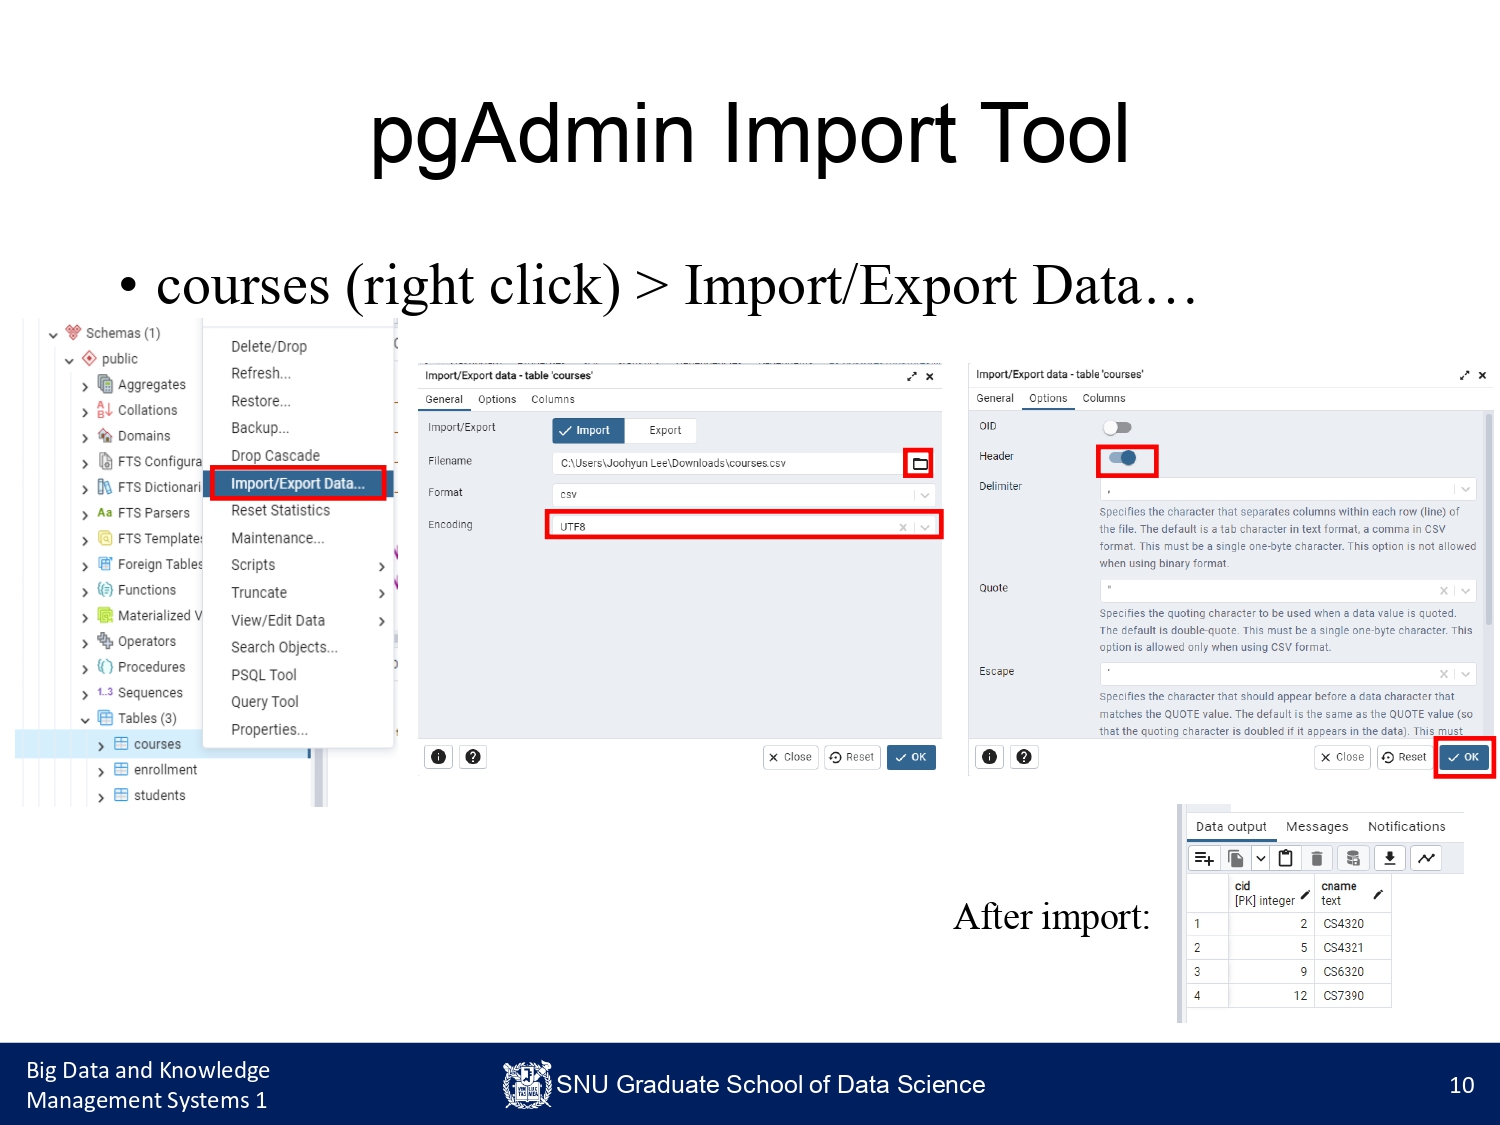 pgAdmin Import Tool
• courses (right click) > Import/Export Data…
Schemas (1)
public
Aggregates
Collations
Domains
FTS Configura
FTS Dictionari
FTS Parsers
FTS Template
Foreign Tables
Functions
Materialized V
Operators
Procedures
1..3 Sequences
Tables (3)
courses
enrollment
students
Delete/Drop
Refresh...
Restore...
Backup...
Drop Cascade
Import/Export Data...
Reset Statistics
Maintenance...
Scripts
Truncate
View/Edit Data
Search Objects...
PSQL Tool
Query Tool
Properties...
Import/Export data - table 'courses'
General Options Columns
Import/Export Import Export
Filename C:\Users\Joohyun Lee\Downloads\courses.csv
Format csv
Encoding UTF8
Close Reset OK
Import/Export data - table 'courses'
General Options Columns
OID
Header
Delimiter ,
Specifies the character that separates columns within each row (line) of
the file. The default is a tab character in text format, a comma in CSV
format. This must be a single one-byte character. This option is not allowed
when using binary format.
Quote "
Specifies the quoting character to be used when a data value is quoted.
The default is double-quote. This must be a single one-byte character. This
option is allowed only when using CSV format.
Escape '
Specifies the character that should appear before a data character that
matches the QUOTE value. The default is the same as the QUOTE value (so
that the quoting character is doubled if it appears in the data). This must
Close Reset OK
After import:
Data output Messages Notifications
cid cname
[PK] integer text
1 2 CS4320
2 5 CS4321
3 9 CS6320
4 12 CS7390
Big Data and Knowledge
Management Systems 1
SNU Graduate School of Data Science
10